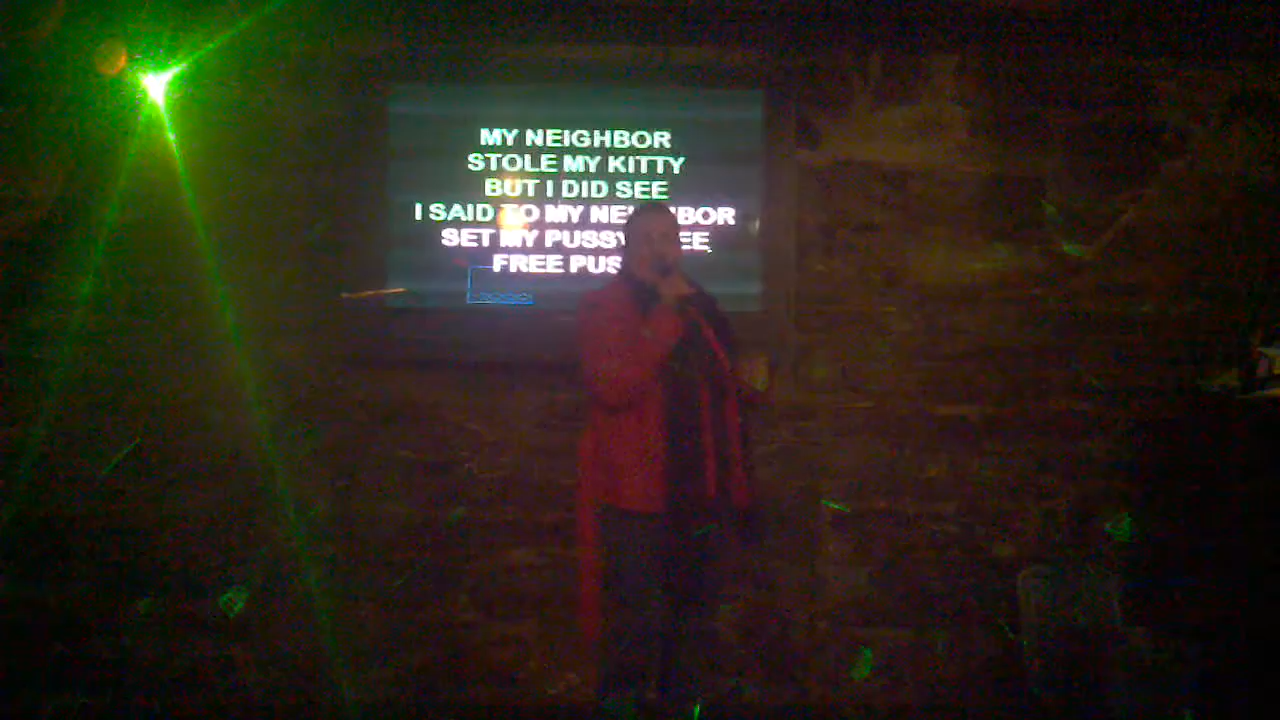 MY NEIGHBOR
STOLE MY KITTY
BUT I DID SEE
I SAID TO MY
SET MY PUSSY
FREE